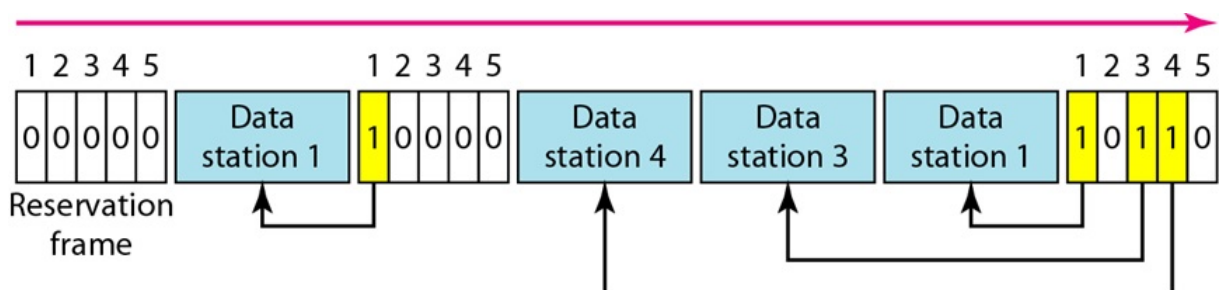 1 2 3 4 5 1 2 3 4 5 1 2 3 4 5
0 0 0 0 0 Data station 1 1 0 0 0 0 Data station 4 Data station 3 Data station 1 1 0 1 1 0
Reservation
frame